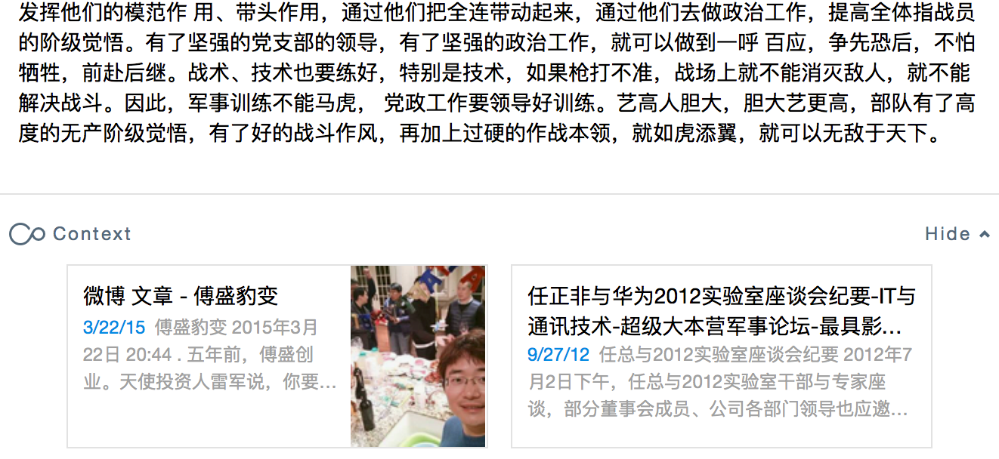 发挥他们的模范作 用、带头作用，通过他们把全连带动起来，通过他们去做政治工作，提高全体指战员
的阶级觉悟。有了坚强的党支部的领导，有了坚强的政治工作，就可以做到一呼 百应，争先恐后，不怕
牺牲，前赴后继。战术、技术也要练好，特别是技术，如果枪打不准，战场上就不能消灭敌人，就不能
解决战斗。因此，军事训练不能马虎， 党政工作要领导好训练。艺高人胆大，胆大艺更高，部队有了高
度的无产阶级觉悟，有了好的战斗作风，再加上过硬的作战本领，就如虎添翼，就可以无敌于天下。
Context
Hide
微博 文章 - 傅盛豹变
3/22/15 傅盛豹变 2015年3月
22日 20:44 . 五年前，傅盛创
业。天使投资人雷军说，你要...
任正非与华为2012实验室座谈会纪要-IT与
通讯技术-超级大本营军事论坛-最具影...
9/27/12 任总与2012实验室座谈会纪要 2012年7
月2日下午，任总与2012实验室干部与专家座
谈，部分董事会成员、公司各部门领导也应邀...